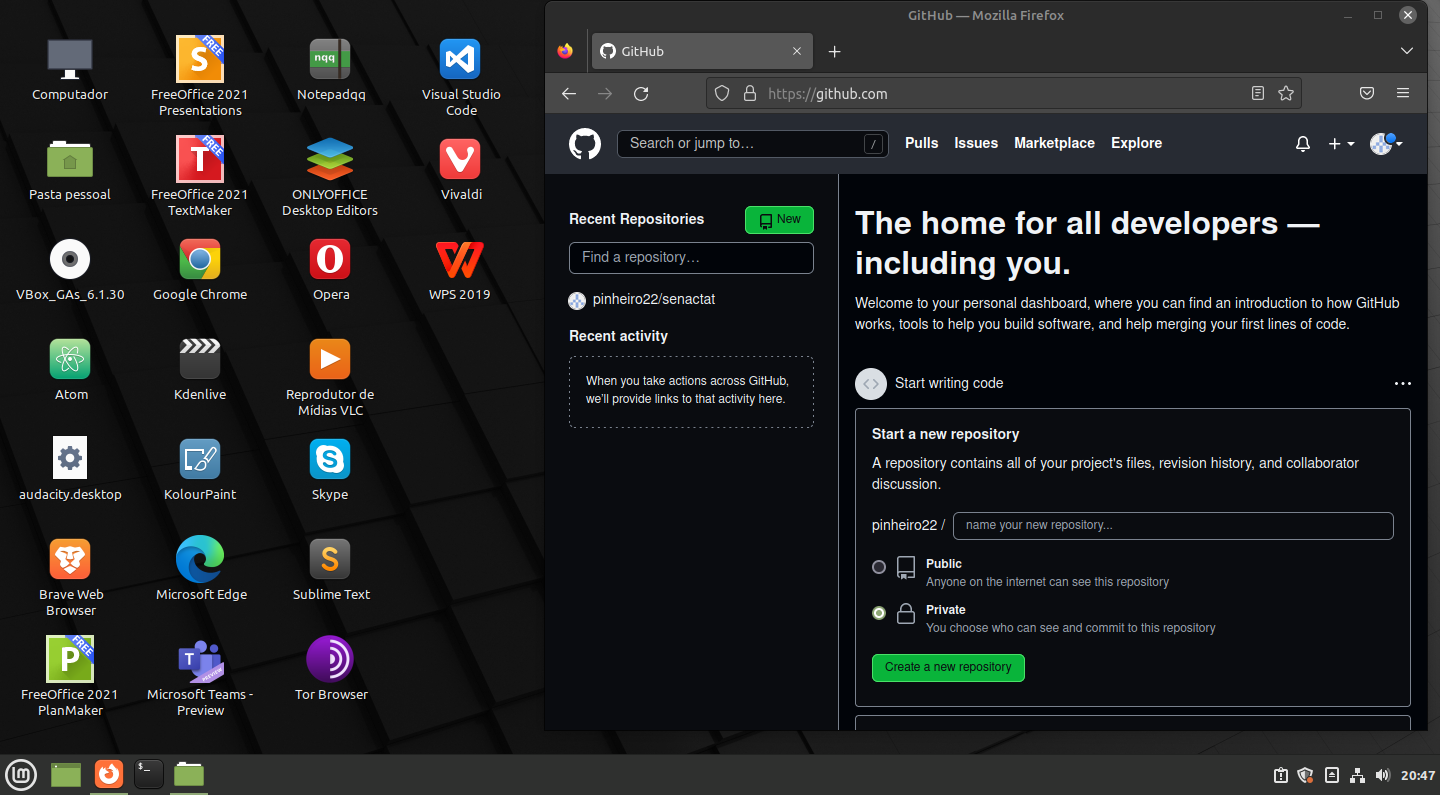 Computador
FREE
FreeOffice 2021
Presentations
nqq
Notepadqq
Visual Studio
Code
Pasta pessoal
FREE
FreeOffice 2021
TextMaker
ONLYOFFICE
Desktop Editors
Vivaldi
VBox_GAs_6.1.30
Google Chrome
Opera
WPS 2019
Atom
Kdenlive
Reprodutor de
Mídias VLC
audacity.desktop
KolourPaint
Skype
Brave Web
Browser
Microsoft Edge
Sublime Text
FREE
FreeOffice 2021
PlanMaker
PREVIEW
Microsoft Teams -
Preview
Tor Browser
GitHub — Mozilla Firefox
GitHub
https://github.com
Search or jump to…
/
Pulls
Issues
Marketplace
Explore
Recent Repositories
New
Find a repository…
pinheiro22/senactat
Recent activity
When you take actions across GitHub,
we'll provide links to that activity here.
The home for all developers —
including you.
Welcome to your personal dashboard, where you can find an introduction to how GitHub
works, tools to help you build software, and help merging your first lines of code.
Start writing code
Start a new repository
A repository contains all of your project's files, revision history, and collaborator
discussion.
pinheiro22 /
name your new repository...
Public
Anyone on the internet can see this repository
Private
You choose who can see and commit to this repository
Create a new repository
20:47